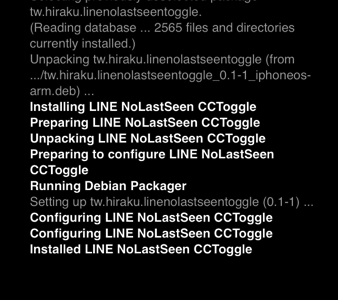 tw.hiraku.linenolastseentoggle.
(Reading database ... 2565 files and directories
currently installed.)
Unpacking tw.hiraku.linenolastseentoggle (from
.../tw.hiraku.linenolastseentoggle_0.1-1_iphoneos-
arm.deb) ...
Installing LINE NoLastSeen CCToggle
Preparing LINE NoLastSeen CCToggle
Unpacking LINE NoLastSeen CCToggle
Preparing to configure LINE NoLastSeen
CCToggle
Running Debian Packager
Setting up tw.hiraku.linenolastseentoggle (0.1-1) ...
Configuring LINE NoLastSeen CCToggle
Configuring LINE NoLastSeen CCToggle
Installed LINE NoLastSeen CCToggle